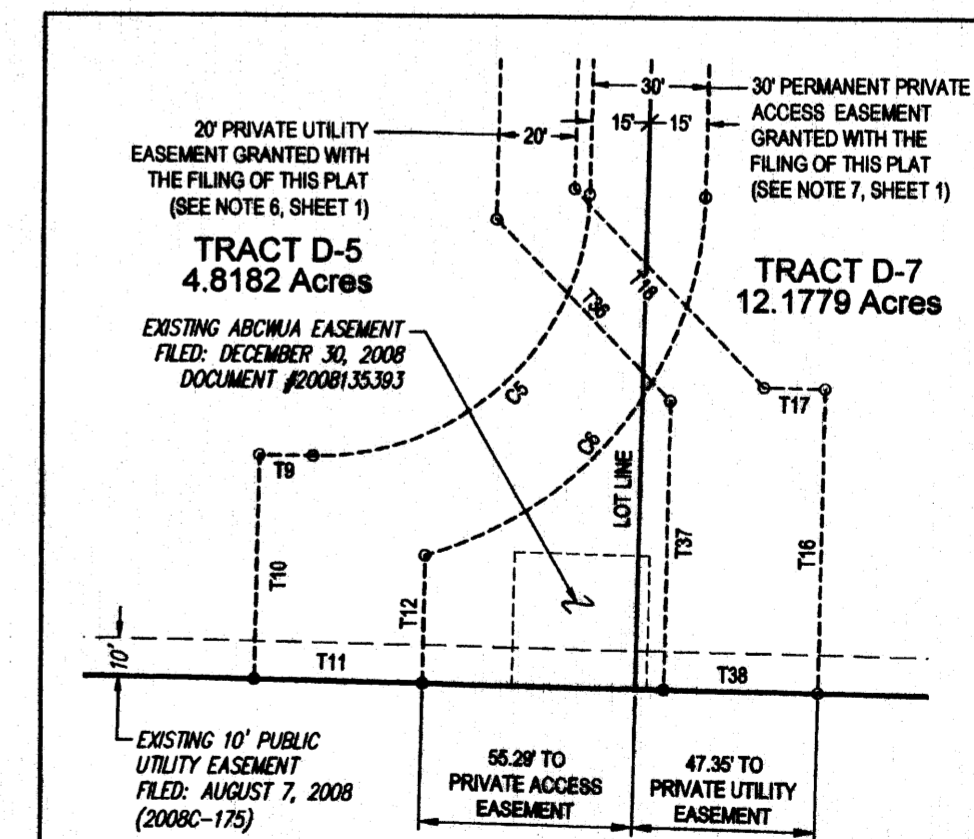 30'
30' PERMANENT PRIVATE
ACCESS EASEMENT
GRANTED WITH THE
FILING OF THIS PLAT
(SEE NOTE 7, SHEET 1)
15'
15'
20'
20' PRIVATE UTILITY
EASEMENT GRANTED WITH
THE FILING OF THIS PLAT
(SEE NOTE 6, SHEET 1)
TRACT D-5
4.8182 Acres
TRACT D-7
12.1779 Acres
T18
T36
EXISTING ABCWUA EASEMENT
FILED: DECEMBER 30, 2008
DOCUMENT #2008135393
C5
T17
C6
T9
LOT LINE
T10
T37
T16
T12
10'
T11
T38
EXISTING 10' PUBLIC
UTILITY EASEMENT
FILED: AUGUST 7, 2008
(2008C-175)
55.29' TO
PRIVATE ACCESS
EASEMENT
47.35' TO
PRIVATE UTILITY
EASEMENT